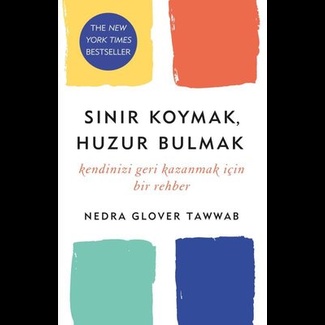 THE NEW
YORK TIMES
BESTSELLER
SINIR KOYMAK,
HUZUR BULMAK
kendinizi geri kazanmak için
bir rehber
NEDRA GLOVER TAWWAB